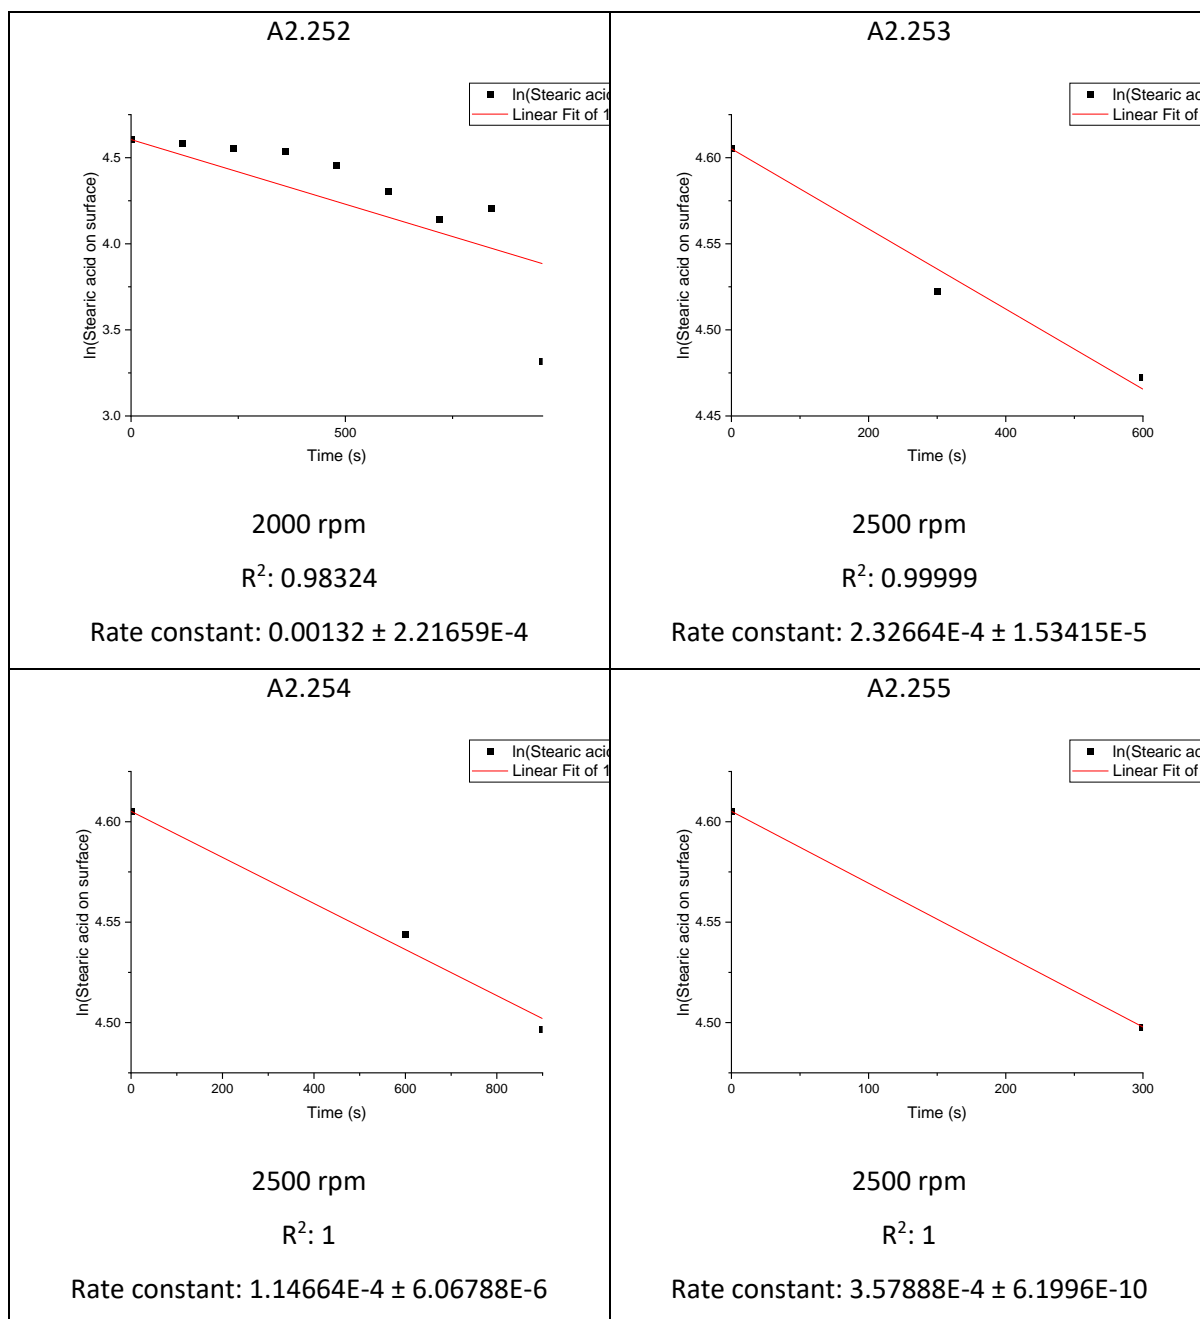 A2.252
ln(Stearic acid
Linear Fit of 1
4.5
4.0
3.5
3.0
ln(Stearic acid on surface)
0
500
Time (s)
2000 rpm
R²: 0.98324
Rate constant: 0.00132 ± 2.21659E-4
A2.253
ln(Stearic ac
Linear Fit of
4.60
4.55
4.50
4.45
ln(Stearic acid on surface)
0
200
400
600
Time (s)
2500 rpm
R²: 0.99999
Rate constant: 2.32664E-4 ± 1.53415E-5
A2.254
ln(Stearic acid
Linear Fit of 1
4.60
4.55
4.50
ln(Stearic acid on surface)
0
200
400
600
800
Time (s)
2500 rpm
R²: 1
Rate constant: 1.14664E-4 ± 6.06788E-6
A2.255
ln(Stearic ac
Linear Fit of
4.60
4.55
4.50
ln(Stearic acid on surface)
0
100
200
300
Time (s)
2500 rpm
R²: 1
Rate constant: 3.57888E-4 ± 6.1996E-10